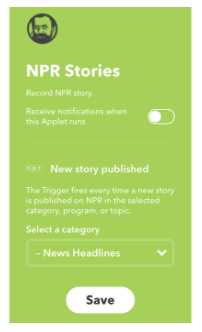 NPR Stories
Record NPR story.
Receive notifications when
this Applet runs
New story published
The Trigger fires every time a new story
is published on NPR in the selected
category, program, or topic.
Select a category
– News Headlines
Save